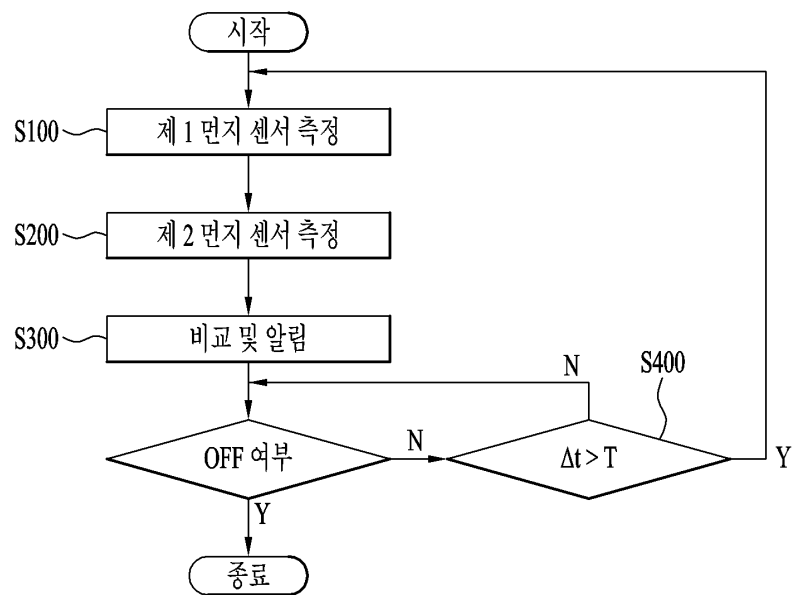 시작
S100
제 1 먼지 센서 측정
S200
제 2 먼지 센서 측정
S300
비교 및 알림
N
S400
OFF 여부
N
Δt > T
Y
Y
종료